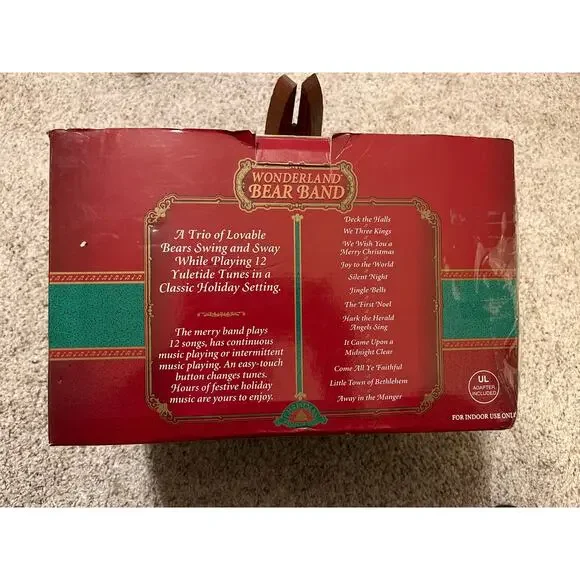 WONDERLAND
BEAR BAND
A Trio of Lovable
Bears Swing and Sway
While Playing 12
Yuletide Tunes in a
Classic Holiday Setting.
The merry band plays
12 songs, has continuous
music playing or intermittent
music playing. An easy-touch
button changes tunes.
Hours of festive holiday
music are yours to enjoy.
Deck the Halls
We Three Kings
We Wish You a
Merry Christmas
Joy to the World
Silent Night
Jingle Bells
The First Noel
Hark the Herald
Angels Sing
It Came Upon a
Midnight Clear
Come All Ye Faithful
Little Town of Bethlehem
Away in the Manger
UL
ADAPTER
INCLUDED
FOR INDOOR USE ONLY